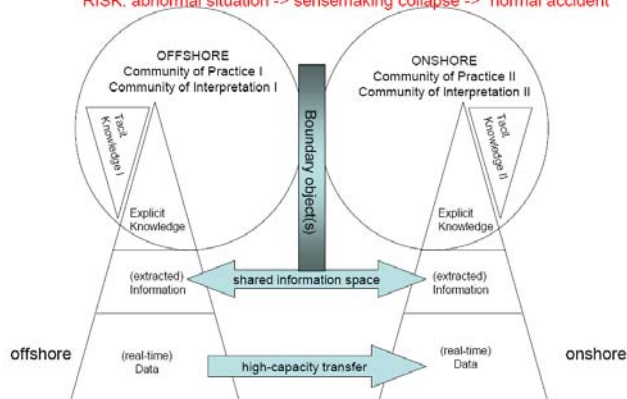 RISK: abnormal situation -> sensemaking collapse -> "normal accident"
OFFSHORE
Community of Practice I
Community of Interpretation I
ONSHORE
Community of Practice II
Community of Interpretation II
Tacit
Knowledge I
Boundary object(s)
Tacit
Knowledge II
Explicit
Knowledge
Explicit
Knowledge
(extracted)
Information
shared information space
(extracted)
Information
offshore
(real-time)
Data
high-capacity transfer
(real-time)
Data
onshore